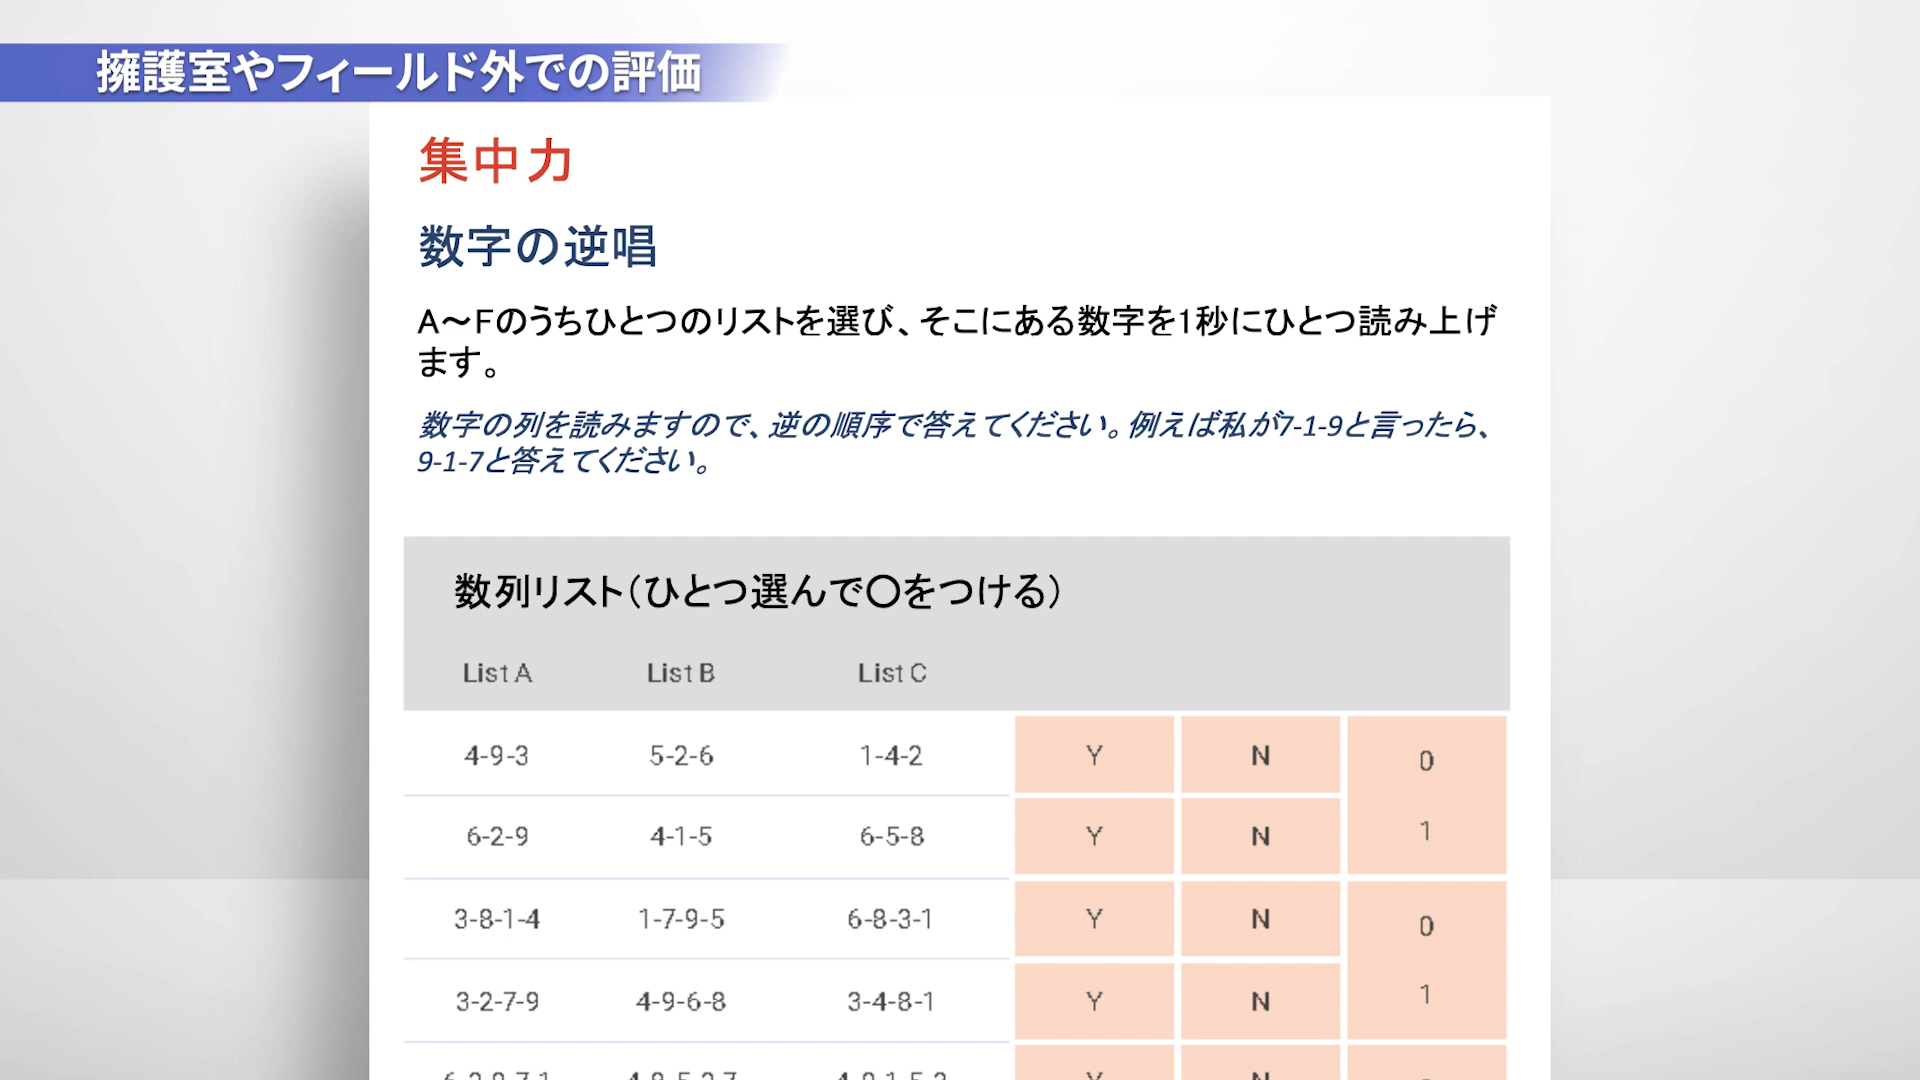 擁護室やフィールド外での評価
集中力
数字の逆唱
A～Fのうちひとつのリストを選び、そこにある数字を1秒にひとつ読み上げ
ます。
数字の列を読みますので、逆の順序で答えてください。例えば私が7-1-9と言ったら、
9-1-7と答えてください。
数列リスト（ひとつ選んで〇をつける）
List A List B List C
4-9-3 5-2-6 1-4-2 Y N 0
6-2-9 4-1-5 6-5-8 Y N 1
3-8-1-4 1-7-9-5 6-8-3-1 Y N 0
3-2-7-9 4-9-6-8 3-4-8-1 Y N 1